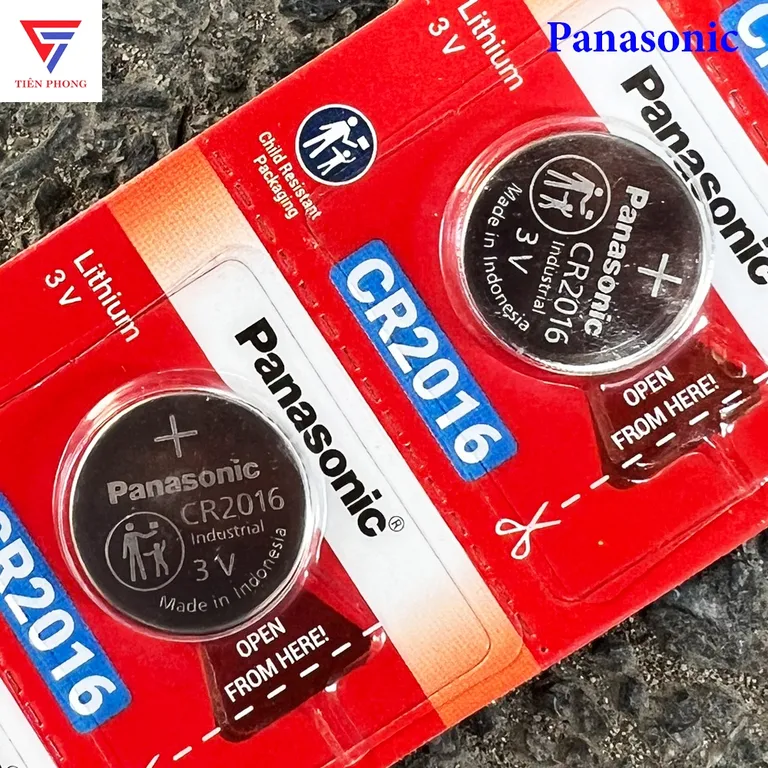 TIÊN PHONG
Panasonic
Lithium
3 V
Child Resistant
Packaging
CR2016
Panasonic
Panasonic
CR2016
Industrial
3 V
Made in Indonesia
OPEN
FROM HERE!
Lithium
3 V
Panasonic®
Panasonic
CR2016
Industrial
3 V
Made in Indonesia
OPEN
FROM HERE!
CR2016